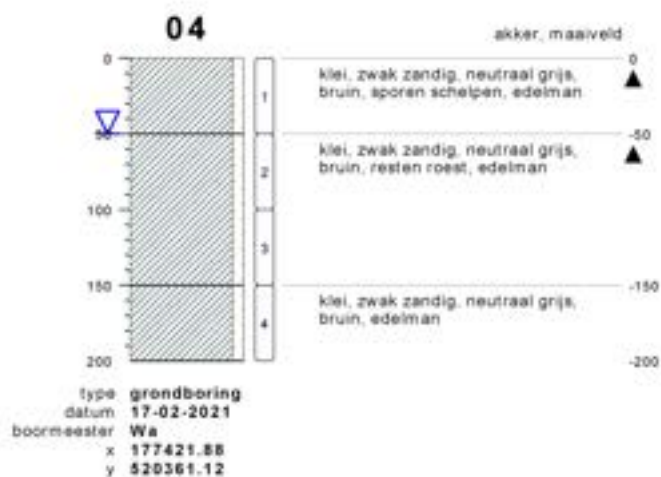 04
akker, maaiveld
0
1
klei, zwak zandig, neutraal grijs,
bruin, sporen schelpen, edelman
0
50
2
klei, zwak zandig, neutraal grijs,
bruin, resten roest, edelman
-50
100
3
150
4
klei, zwak zandig, neutraal grijs,
bruin, edelman
-150
200
-200
type grondboring
datum 17-02-2021
boormeester Wa
x 177421.88
y 520361.12